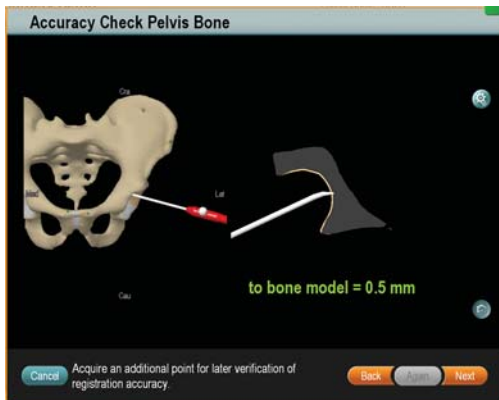 Accuracy Check Pelvis Bone
Cra
Med
Lat
Cau
to bone model = 0.5 mm
Cancel
Acquire an additional point for later verification of
registration accuracy.
Back
Again
Next